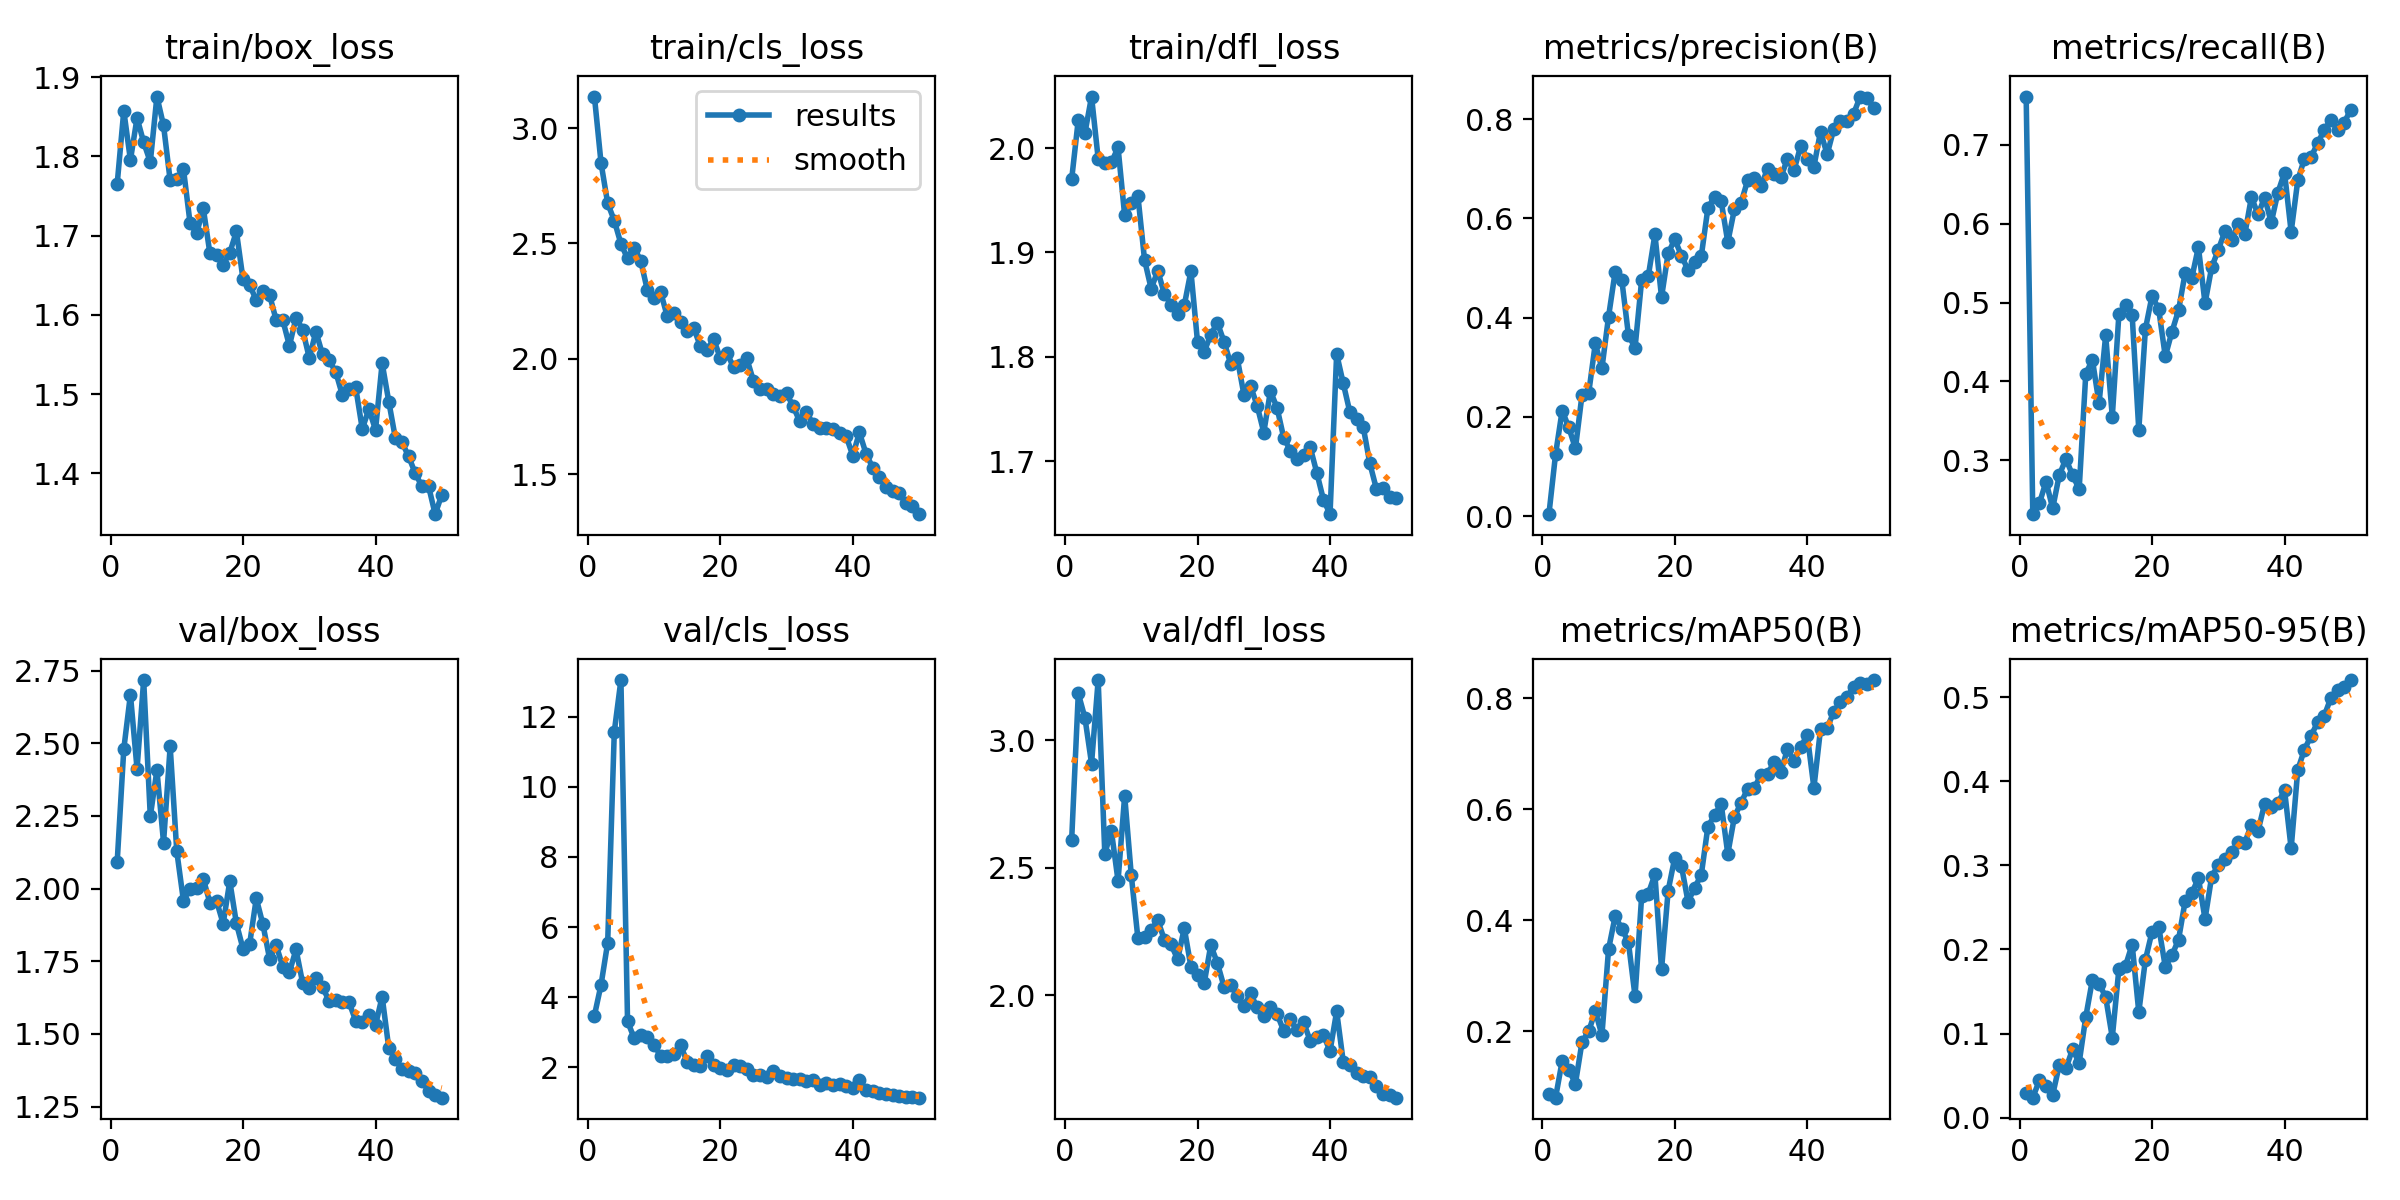 train/box_loss
1.9
1.8
1.7
1.6
1.5
1.4
0 20 40
train/cls_loss
results
smooth
3.0
2.5
2.0
1.5
0 20 40
train/dfl_loss
2.0
1.9
1.8
1.7
0 20 40
metrics/precision(B)
0.8
0.6
0.4
0.2
0.0
0 20 40
metrics/recall(B)
0.7
0.6
0.5
0.4
0.3
0 20 40
val/box_loss
2.75
2.50
2.25
2.00
1.75
1.50
1.25
0 20 40
val/cls_loss
12
10
8
6
4
2
0 20 40
val/dfl_loss
3.0
2.5
2.0
0 20 40
metrics/mAP50(B)
0.8
0.6
0.4
0.2
0 20 40
metrics/mAP50-95(B)
0.5
0.4
0.3
0.2
0.1
0.0
0 20 40